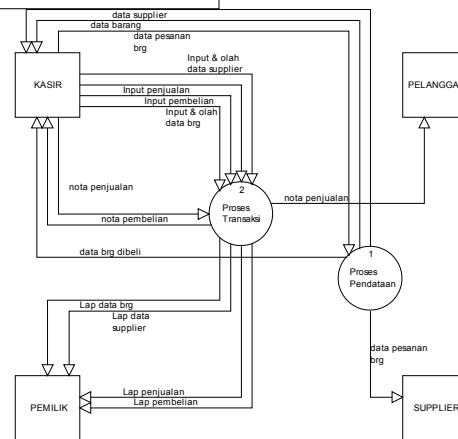 data supplier
data barang
data pesanan
brg
KASIR
Input & olah
data supplier
Input penjualan
Input pembelian
Input & olah
data brg
PELANGGA
nota penjualan
nota pembelian
2
Proses
Transaksi
nota penjualan
data brg dibeli
1
Proses
Pendataan
Lap data brg
Lap data
supplier
data pesanan
brg
Lap penjualan
Lap pembelian
PEMILIK
SUPPLIER